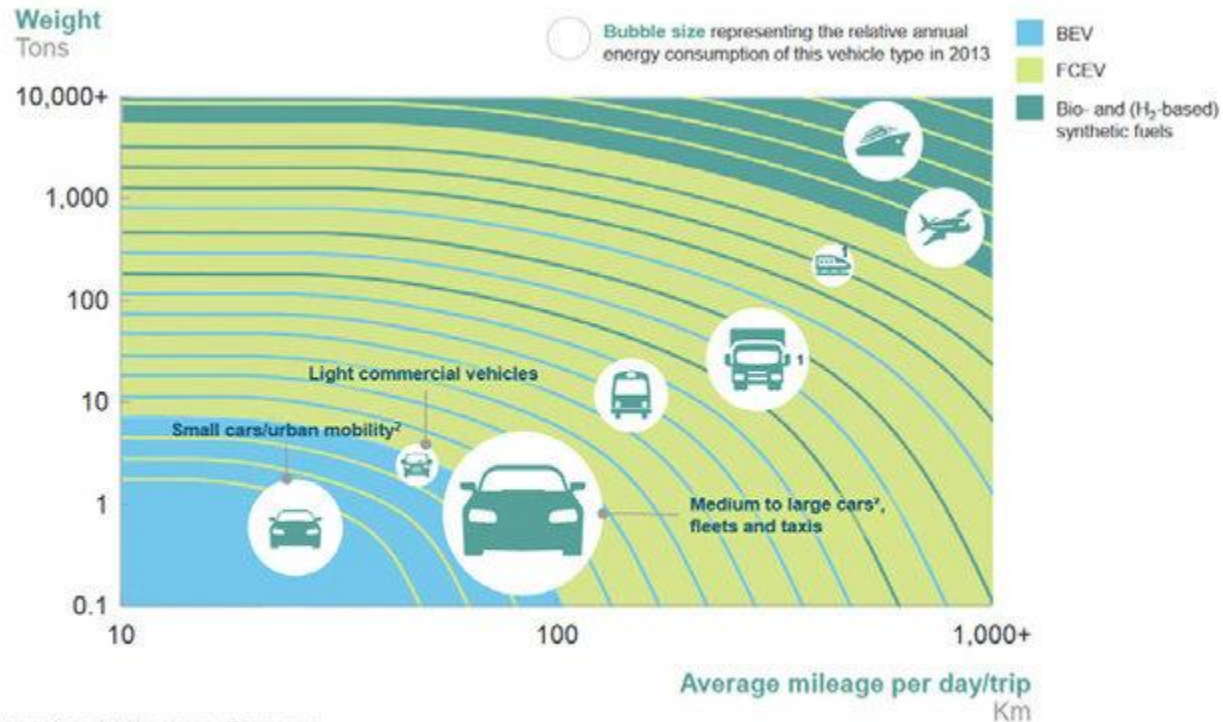 Weight
Tons
Bubble size representing the relative annual
energy consumption of this vehicle type in 2013
BEV
FCEV
Bio- and (H₂-based)
synthetic fuels
10,000+
1,000
100
10
1
0.1
1
1
Light commercial vehicles
Small cars/urban mobility²
Medium to large cars², 
fleets and taxis
10
100
1,000+
Average mileage per day/trip
Km